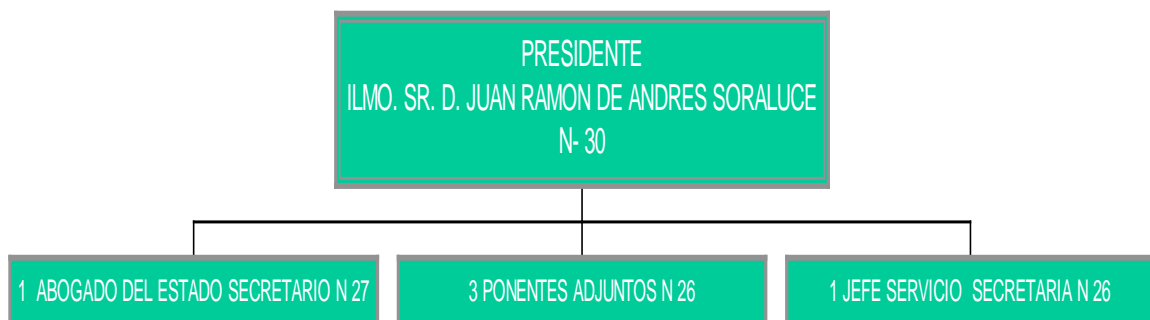 PRESIDENTE
ILMO. SR. D. JUAN RAMON DE ANDRES SORALUCE
N- 30
1 ABOGADO DEL ESTADO SECRETARIO N 27
3 PONENTES ADJUNTOS N 26
1 JEFE SERVICIO SECRETARIA N 26